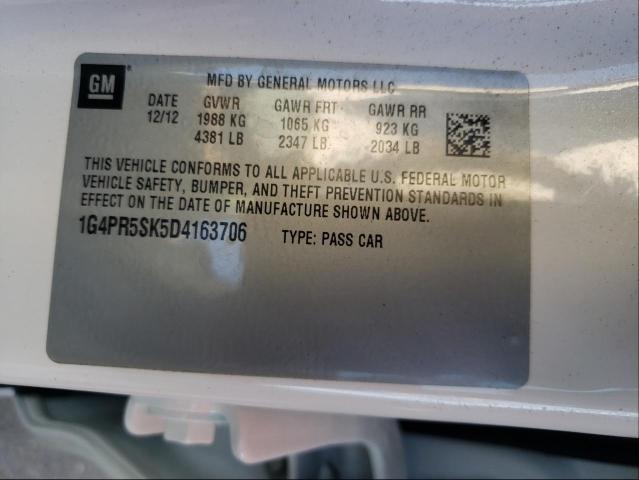 GM
MFD BY GENERAL MOTORS LLC
DATE GVWR GAWR FRT GAWR RR
12/12 1988 KG 1065 KG 923 KG
4381 LB 2347 LB 2034 LB
THIS VEHICLE CONFORMS TO ALL APPLICABLE U.S. FEDERAL MOTOR
VEHICLE SAFETY, BUMPER, AND THEFT PREVENTION STANDARDS IN
EFFECT ON THE DATE OF MANUFACTURE SHOWN ABOVE.
1G4PR5SK5D4163706 TYPE: PASS CAR